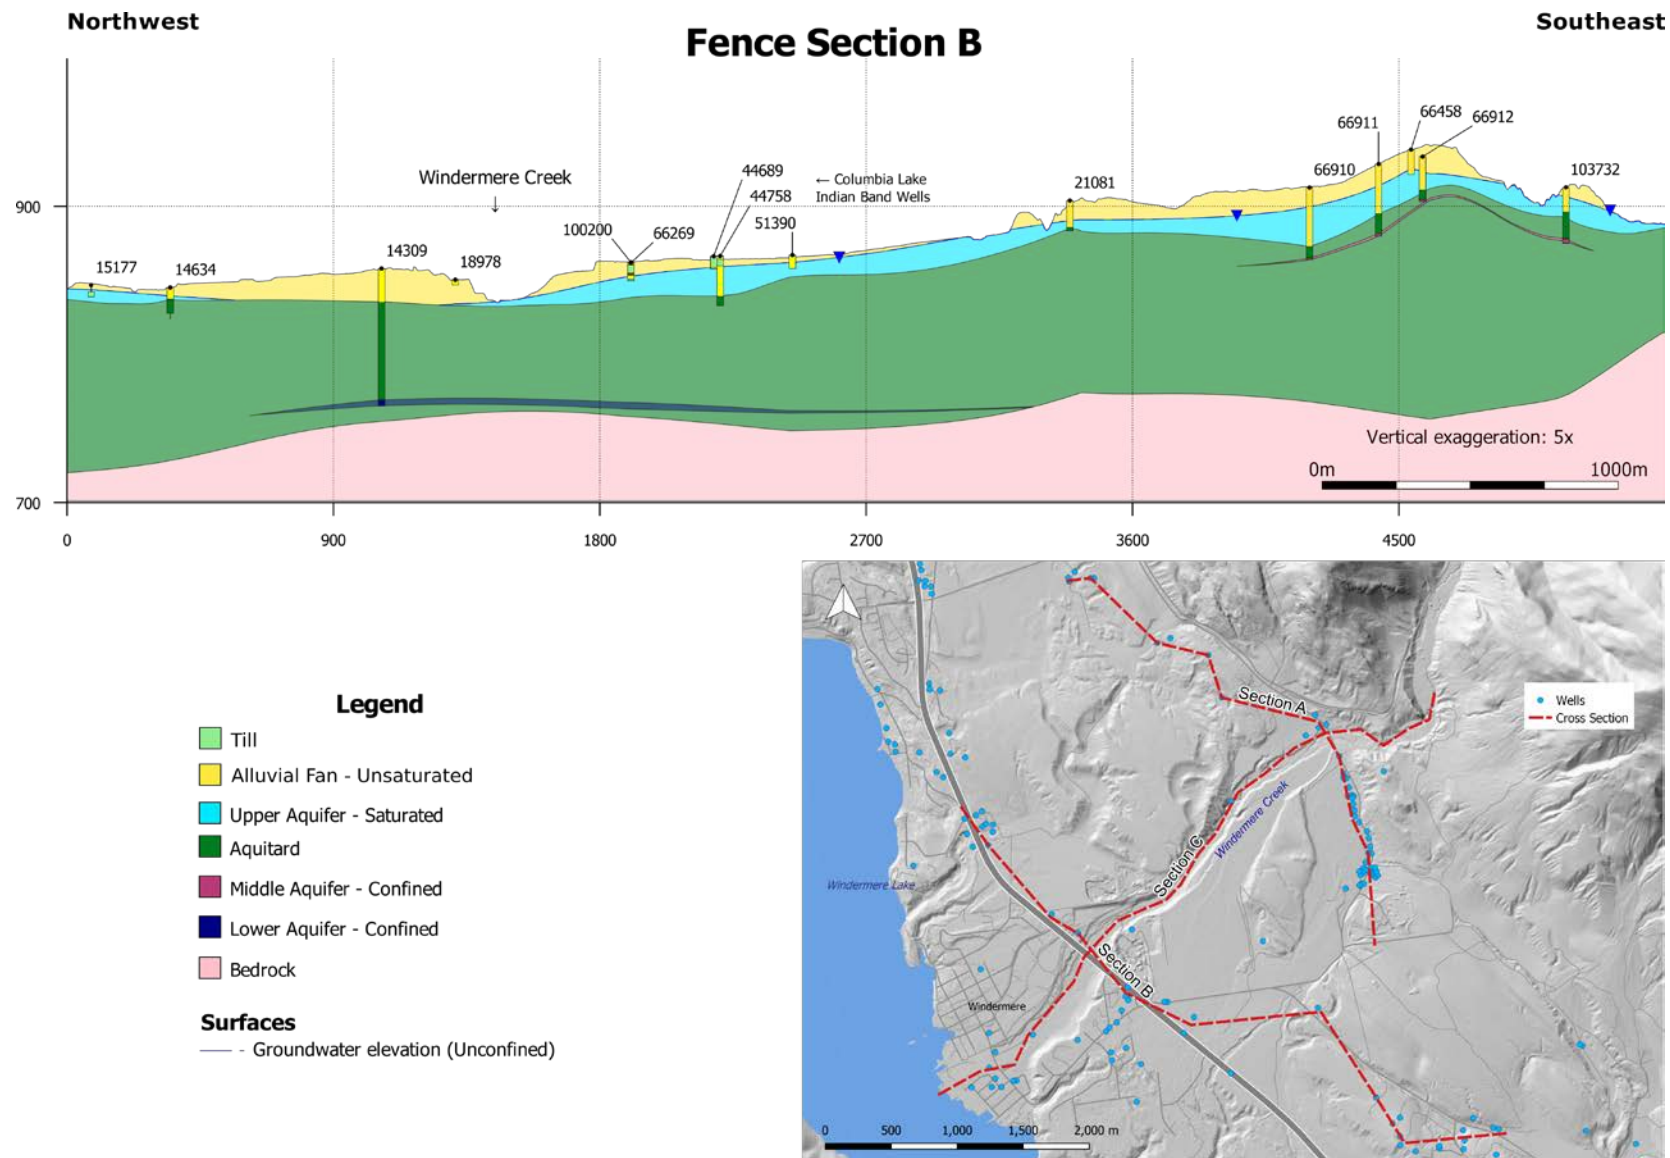 Northwest
Southeast
Fence Section B
66458
66911
66912
44689
← Columbia Lake
Indian Band Wells
Windermere Creek
↓
21081
66910
103732
44758
900
51390
100200
66269
14309
18978
15177
14634
Vertical exaggeration: 5x
0m
1000m
700
0
900
1800
2700
3600
4500
Legend
Till
Alluvial Fan - Unsaturated
Upper Aquifer - Saturated
Aquitard
Middle Aquifer - Confined
Lower Aquifer - Confined
Bedrock
Surfaces
- Groundwater elevation (Unconfined)
Section A
Wells
Cross Section
Windermere Creek
Section C
Windermere Lake
Section B
Windermere
0
500
1,000
1,500
2,000 m